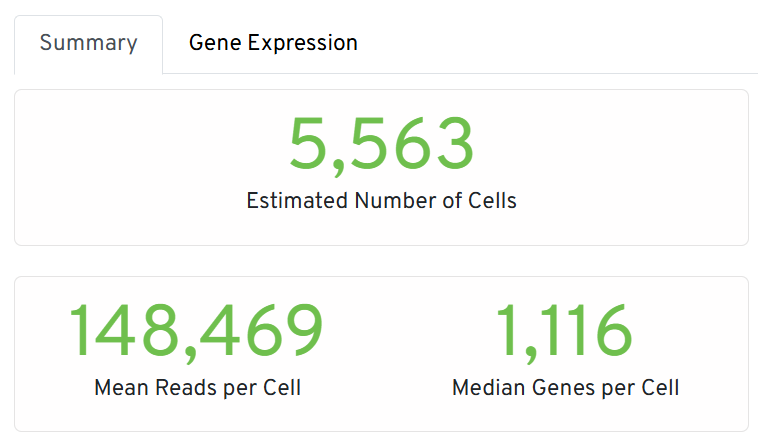 Summary Gene Expression
5,563
Estimated Number of Cells
148,469 1,116
Mean Reads per Cell Median Genes per Cell